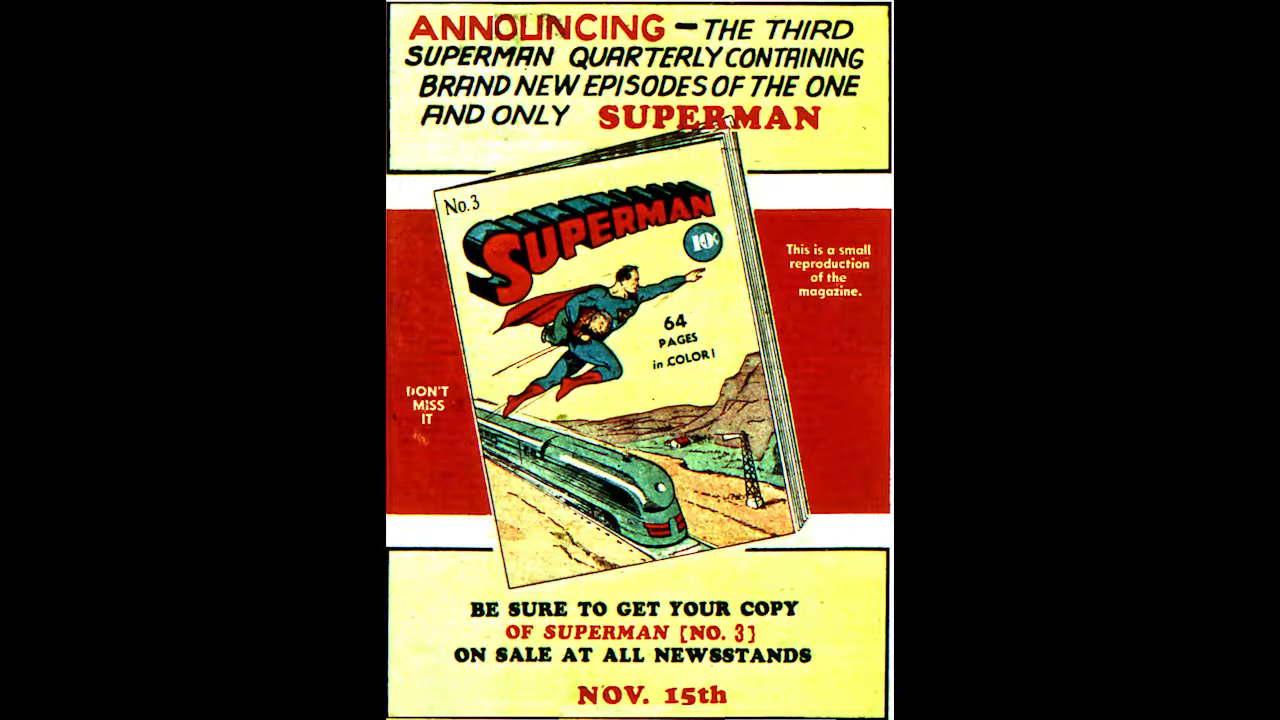 ANNOUNCING – THE THIRD
SUPERMAN QUARTERLY CONTAINING
BRAND NEW EPISODES OF THE ONE
AND ONLY SUPERMAN
No.3
SUPERMAN
10¢
This is a small
reproduction
of the
magazine.
64
PAGES
in COLOR!
DON'T
MISS
IT
BE SURE TO GET YOUR COPY
OF SUPERMAN [NO. 3]
ON SALE AT ALL NEWSSTANDS
NOV. 15th